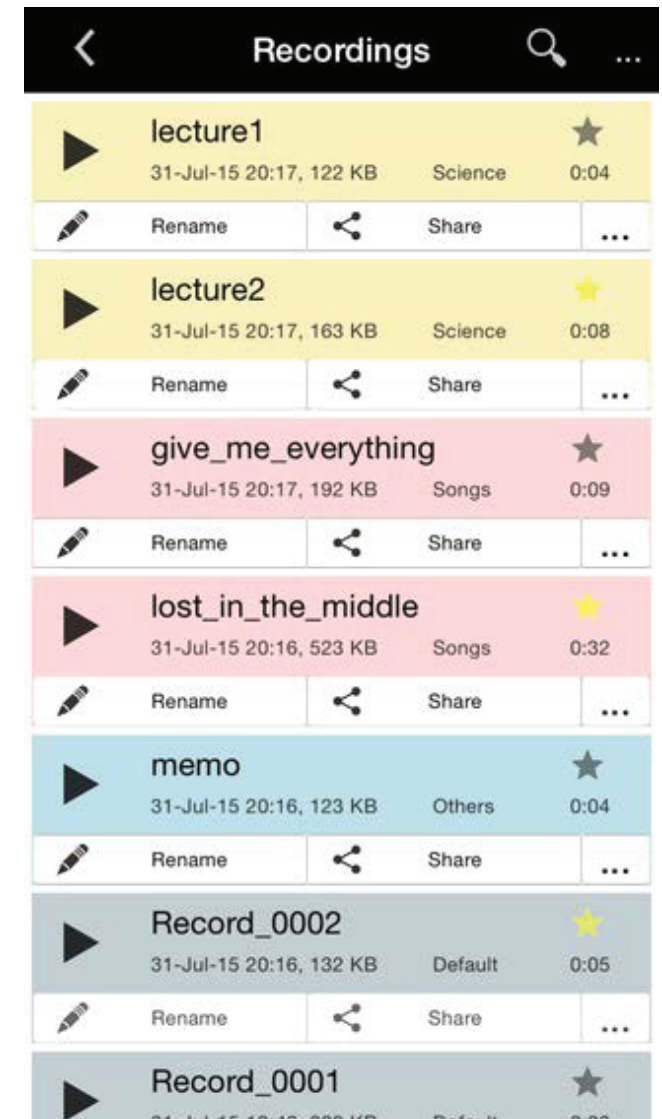 Recordings
...
lecture1
31-Jul-15 20:17, 122 KB Science 0:04
Rename Share ...
lecture2
31-Jul-15 20:17, 163 KB Science 0:08
Rename Share ...
give_me_everything
31-Jul-15 20:17, 192 KB Songs 0:09
Rename Share ...
lost_in_the_middle
31-Jul-15 20:16, 523 KB Songs 0:32
Rename Share ...
memo
31-Jul-15 20:16, 123 KB Others 0:04
Rename Share ...
Record_0002
31-Jul-15 20:16, 132 KB Default 0:05
Rename Share ...
Record_0001